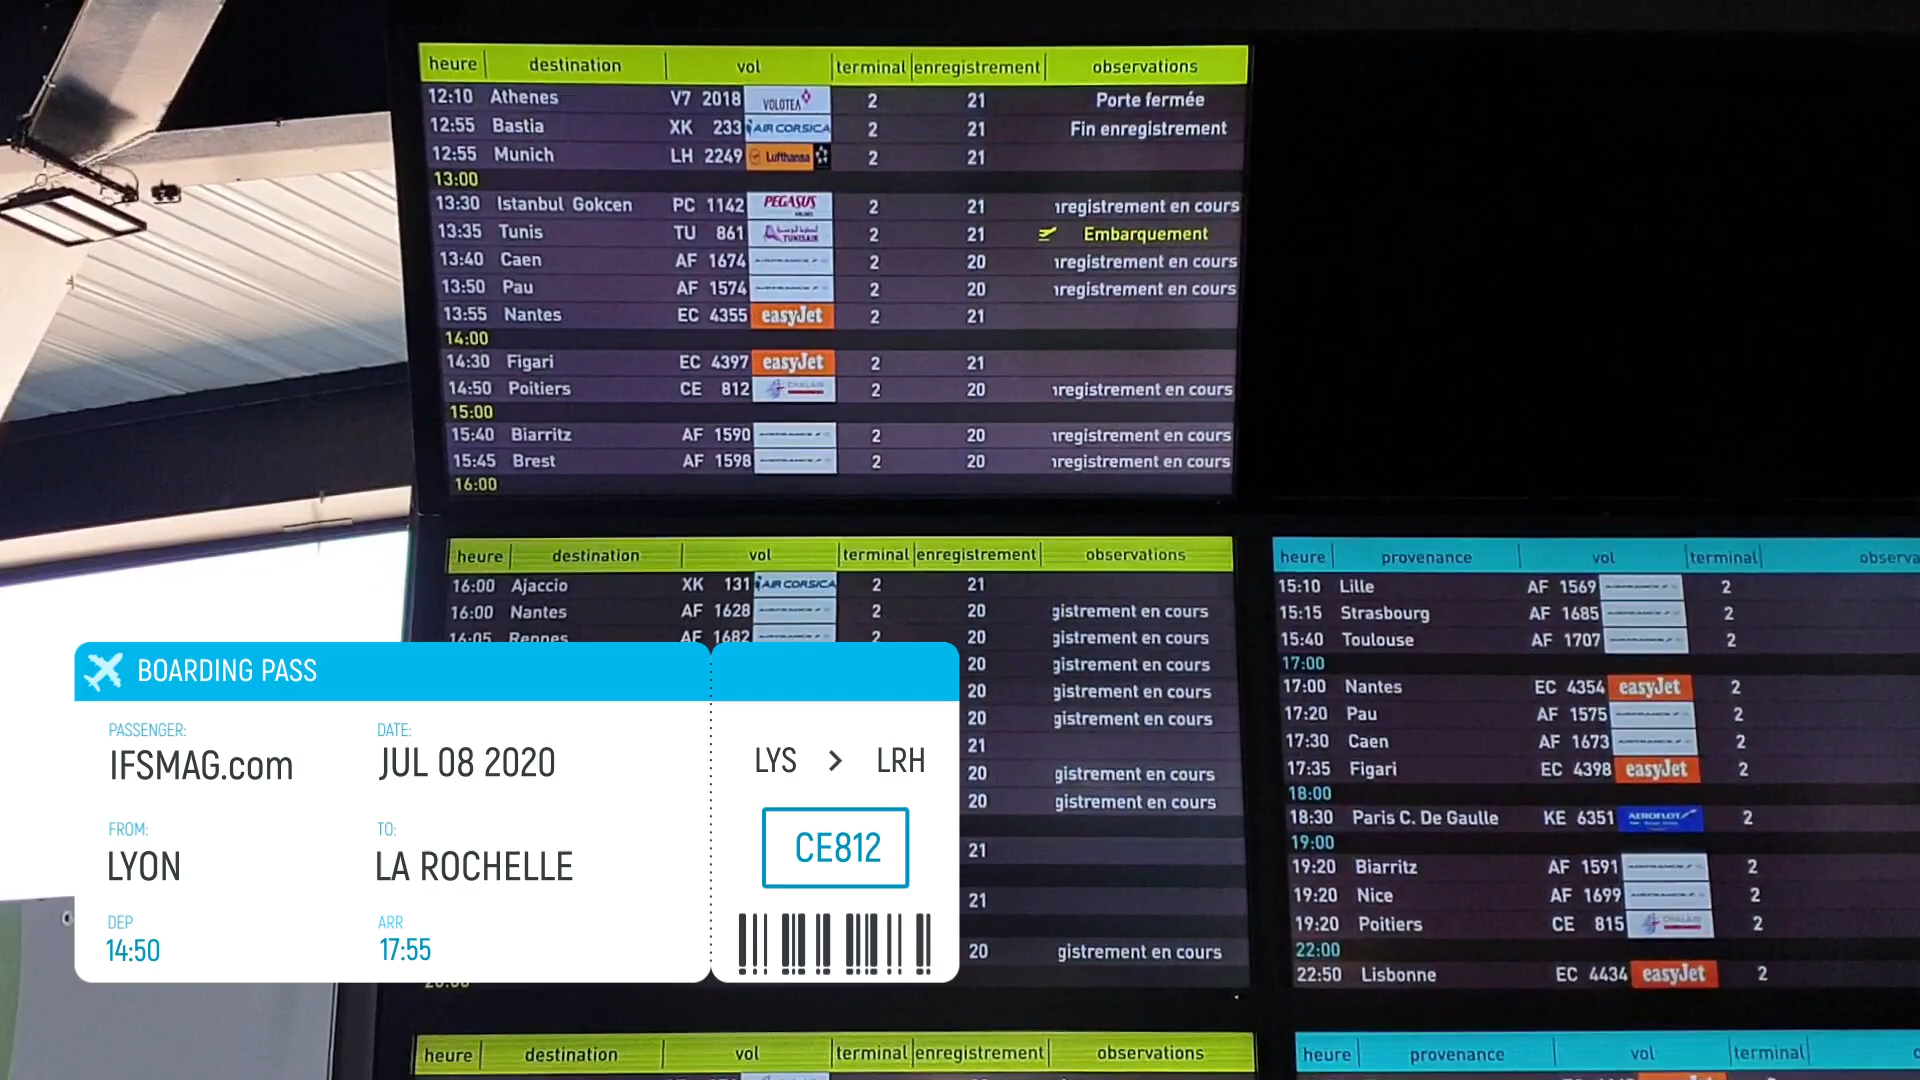 heure destination vol terminal enregistrement observations
12:10 Athenes V7 2018 VOLOTEA 2 21 Porte fermée
12:55 Bastia XK 233 AIR CORSICA 2 21 Fin enregistrement
12:55 Munich LH 2249 Lufthansa 2 21
13:00
13:30 Istanbul Gokcen PC 1142 PEGASUS 2 21 nregistrement en cours
13:35 Tunis TU 861 TUNISAIR 2 21 Embarquement
13:40 Caen AF 1674 2 20 nregistrement en cours
13:50 Pau AF 1574 2 20 nregistrement en cours
13:55 Nantes EC 4355 easyJet 2 21
14:00
14:30 Figari EC 4397 easyJet 2 21
14:50 Poitiers CE 812 CHALAIR 2 20 nregistrement en cours
15:00
15:40 Biarritz AF 1590 2 20 nregistrement en cours
15:45 Brest AF 1598 2 20 nregistrement en cours
16:00
heure destination vol terminal enregistrement observations
16:00 Ajaccio XK 131 AIR CORSICA 2 21
16:00 Nantes AF 1628 2 20 gistrement en cours
16:05 Rennes AF 1682 2 20 gistrement en cours
20 gistrement en cours
20 gistrement en cours
20 gistrement en cours
21
20 gistrement en cours
20 gistrement en cours
21
21
20 gistrement en cours
heure provenance vol terminal observa
15:10 Lille AF 1569 2
15:15 Strasbourg AF 1685 2
15:40 Toulouse AF 1707 2
17:00
17:00 Nantes EC 4354 easyJet 2
17:20 Pau AF 1575 2
17:30 Caen AF 1673 2
17:35 Figari EC 4398 easyJet 2
18:00
18:30 Paris C. De Gaulle KE 6351 AEROFLOT 2
19:00
19:20 Biarritz AF 1591 2
19:20 Nice AF 1699 2
19:20 Poitiers CE 815 CHALAIR 2
22:00
22:50 Lisbonne EC 4434 easyJet 2
BOARDING PASS
PASSENGER:
IFSMAG.com
DATE:
JUL 08 2020
FROM:
LYON
TO:
LA ROCHELLE
DEP
14:50
ARR
17:55
LYS > LRH
CE812
heure destination vol terminal enregistrement observations
heure provenance vol terminal